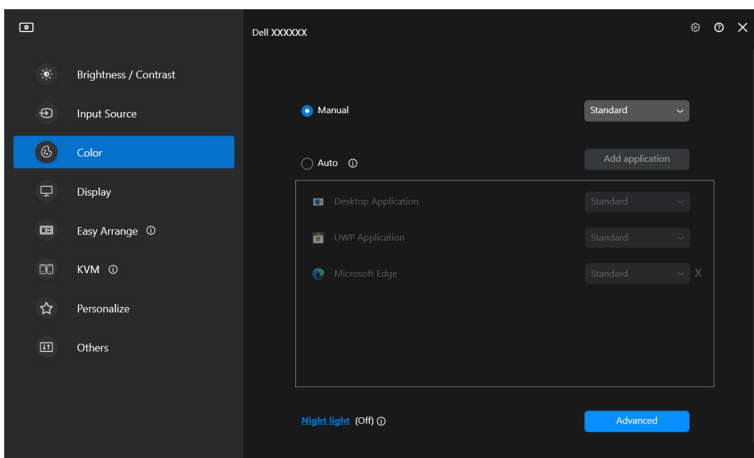 Dell XXXXXX
Brightness / Contrast
Input Source
Color
Display
Easy Arrange
KVM
Personalize
Others
Manual
Standard
Auto
Add application
Desktop Application
Standard
UWP Application
Standard
Microsoft Edge
Standard
X
Night light (Off)
Advanced